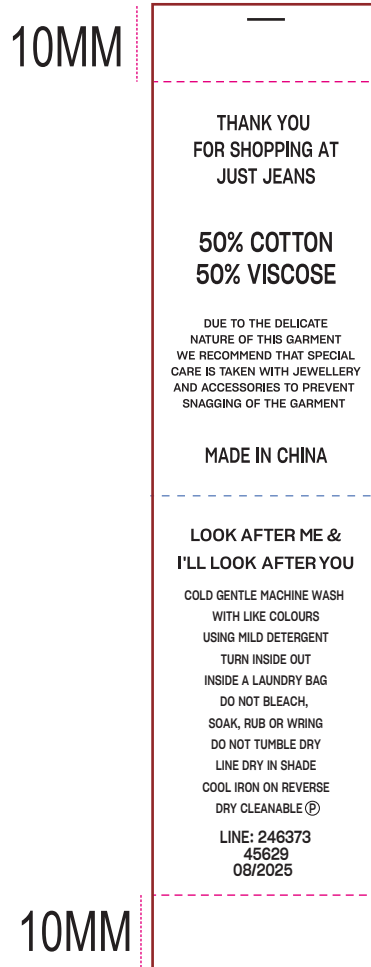 10MM
THANK YOU
FOR SHOPPING AT
JUST JEANS
50% COTTON
50% VISCOSE
DUE TO THE DELICATE
NATURE OF THIS GARMENT
WE RECOMMEND THAT SPECIAL
CARE IS TAKEN WITH JEWELLERY
AND ACCESSORIES TO PREVENT
SNAGGING OF THE GARMENT
MADE IN CHINA
LOOK AFTER ME &
I'LL LOOK AFTER YOU
COLD GENTLE MACHINE WASH
WITH LIKE COLOURS
USING MILD DETERGENT
TURN INSIDE OUT
INSIDE A LAUNDRY BAG
DO NOT BLEACH,
SOAK, RUB OR WRING
DO NOT TUMBLE DRY
LINE DRY IN SHADE
COOL IRON ON REVERSE
DRY CLEANABLE Ⓟ
LINE: 246373
45629
08/2025
10MM